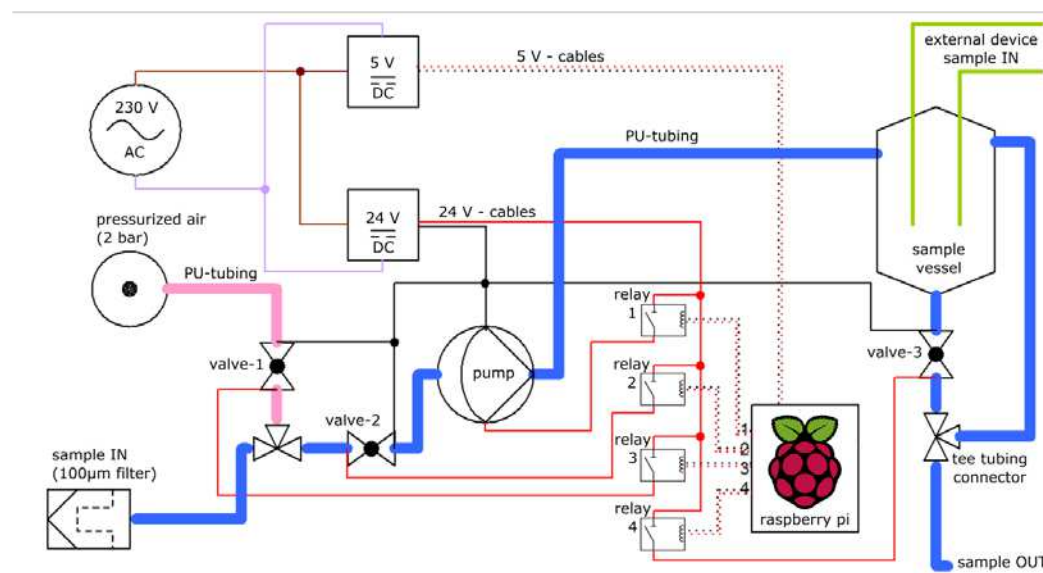 5 V
DC
5 V - cables
external device
sample IN
230 V
AC
PU-tubing
24 V
DC
24 V - cables
pressurized air
(2 bar)
PU-tubing
sample
vessel
relay
1
valve-1
pump
valve-3
relay
2
valve-2
relay
3
1
2
3
4
sample IN
(100µm filter)
tee tubing
connector
relay
4
raspberry pi
sample OUT